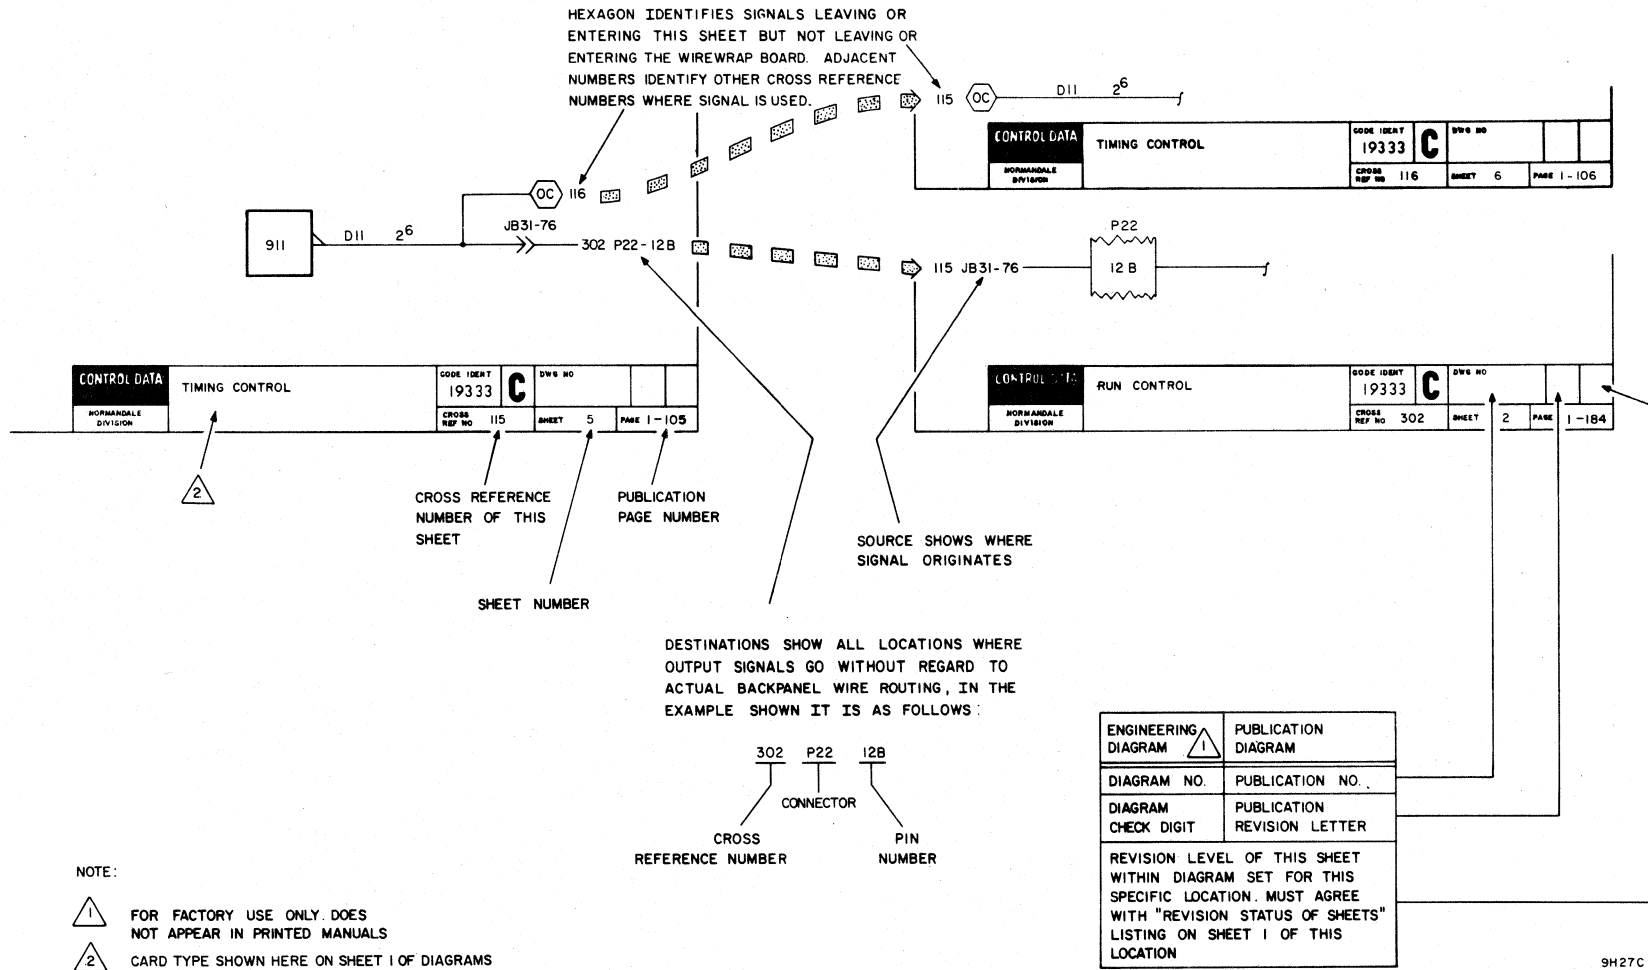 HEXAGON IDENTIFIES SIGNALS LEAVING OR
ENTERING THIS SHEET BUT NOT LEAVING OR
ENTERING THE WIREWRAP BOARD. ADJACENT
NUMBERS IDENTIFY OTHER CROSS REFERENCE
NUMBERS WHERE SIGNAL IS USED.
115 OC D11 2⁶
CONTROL DATA
NORMANDALE
DIVISION
TIMING CONTROL
CODE IDENT
19333
C
DWG NO
CROSS
REF NO 116
SHEET 6
PAGE 1-106
OC 116
911
D11 2⁶
JB31-76
302 P22-12B
P22
115 JB31-76
12 B
CONTROL DATA
NORMANDALE
DIVISION
TIMING CONTROL
CODE IDENT
19333
C
DWG NO
CROSS
REF NO 115
SHEET 5
PAGE 1-105
CONTROL DATA
NORMANDALE
DIVISION
RUN CONTROL
CODE IDENT
19333
C
DWG NO
CROSS
REF NO 302
SHEET 2
PAGE 1-184
2
CROSS REFERENCE
NUMBER OF THIS
SHEET
PUBLICATION
PAGE NUMBER
SHEET NUMBER
SOURCE SHOWS WHERE
SIGNAL ORIGINATES
DESTINATIONS SHOW ALL LOCATIONS WHERE
OUTPUT SIGNALS GO WITHOUT REGARD TO
ACTUAL BACKPANEL WIRE ROUTING, IN THE
EXAMPLE SHOWN IT IS AS FOLLOWS:
302 P22 12B
CONNECTOR
CROSS
REFERENCE NUMBER
PIN
NUMBER
ENGINEERING
DIAGRAM 1
PUBLICATION
DIAGRAM
DIAGRAM NO.
PUBLICATION NO.
DIAGRAM
CHECK DIGIT
PUBLICATION
REVISION LETTER
REVISION LEVEL OF THIS SHEET
WITHIN DIAGRAM SET FOR THIS
SPECIFIC LOCATION. MUST AGREE
WITH "REVISION STATUS OF SHEETS"
LISTING ON SHEET 1 OF THIS
LOCATION
NOTE:
1 FOR FACTORY USE ONLY. DOES
NOT APPEAR IN PRINTED MANUALS
2 CARD TYPE SHOWN HERE ON SHEET 1 OF DIAGRAMS
9H27C